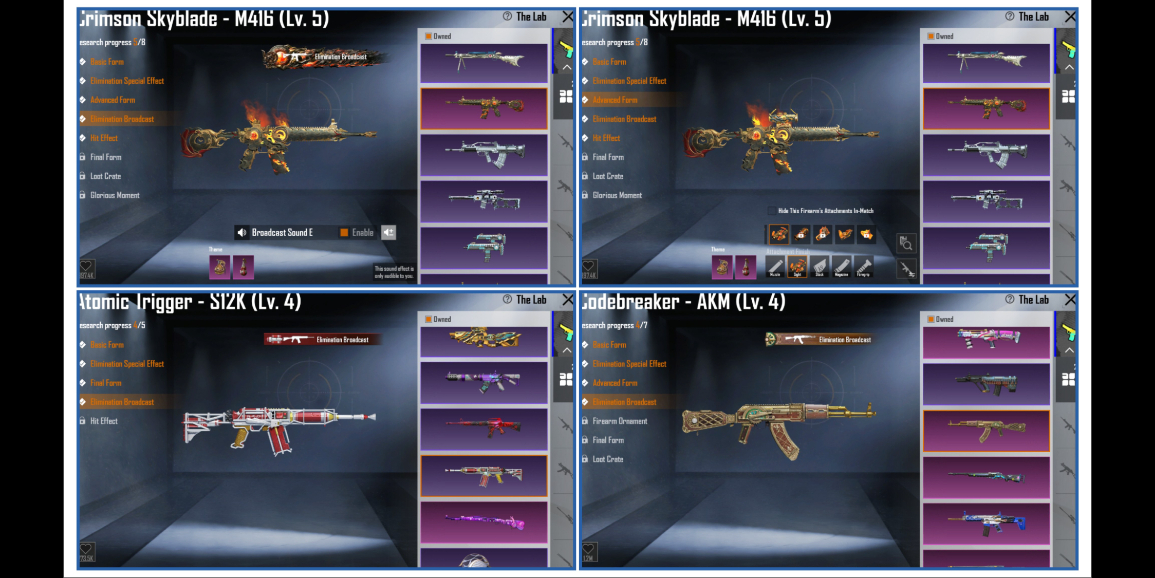 Crimson Skyblade - M416 (Lv. 5)
The Lab
esearch progress 5/8
Owned
Basic Form
Elimination Special Effect
Advanced Form
Elimination Broadcast
Hit Effect
Final Form
Loot Crate
Glorious Moment
Elimination Broadcast
Broadcast Sound E
Enable
Theme
This sound effect is
only audible to you.
Crimson Skyblade - M416 (Lv. 5)
The Lab
esearch progress 5/8
Owned
Basic Form
Elimination Special Effect
Advanced Form
Elimination Broadcast
Hit Effect
Final Form
Loot Crate
Glorious Moment
Hide This Firearm's Attachments In-Match
Theme
Muzzle
Sight
Stock
Magazine
Foregrip
Atomic Trigger - S12K (Lv. 4)
The Lab
esearch progress 4/5
Owned
Basic Form
Elimination Special Effect
Final Form
Elimination Broadcast
Hit Effect
Elimination Broadcast
Codebreaker - AKM (Lv. 4)
The Lab
esearch progress 4/7
Owned
Basic Form
Elimination Special Effect
Advanced Form
Elimination Broadcast
Firearm Ornament
Final Form
Loot Crate
Elimination Broadcast